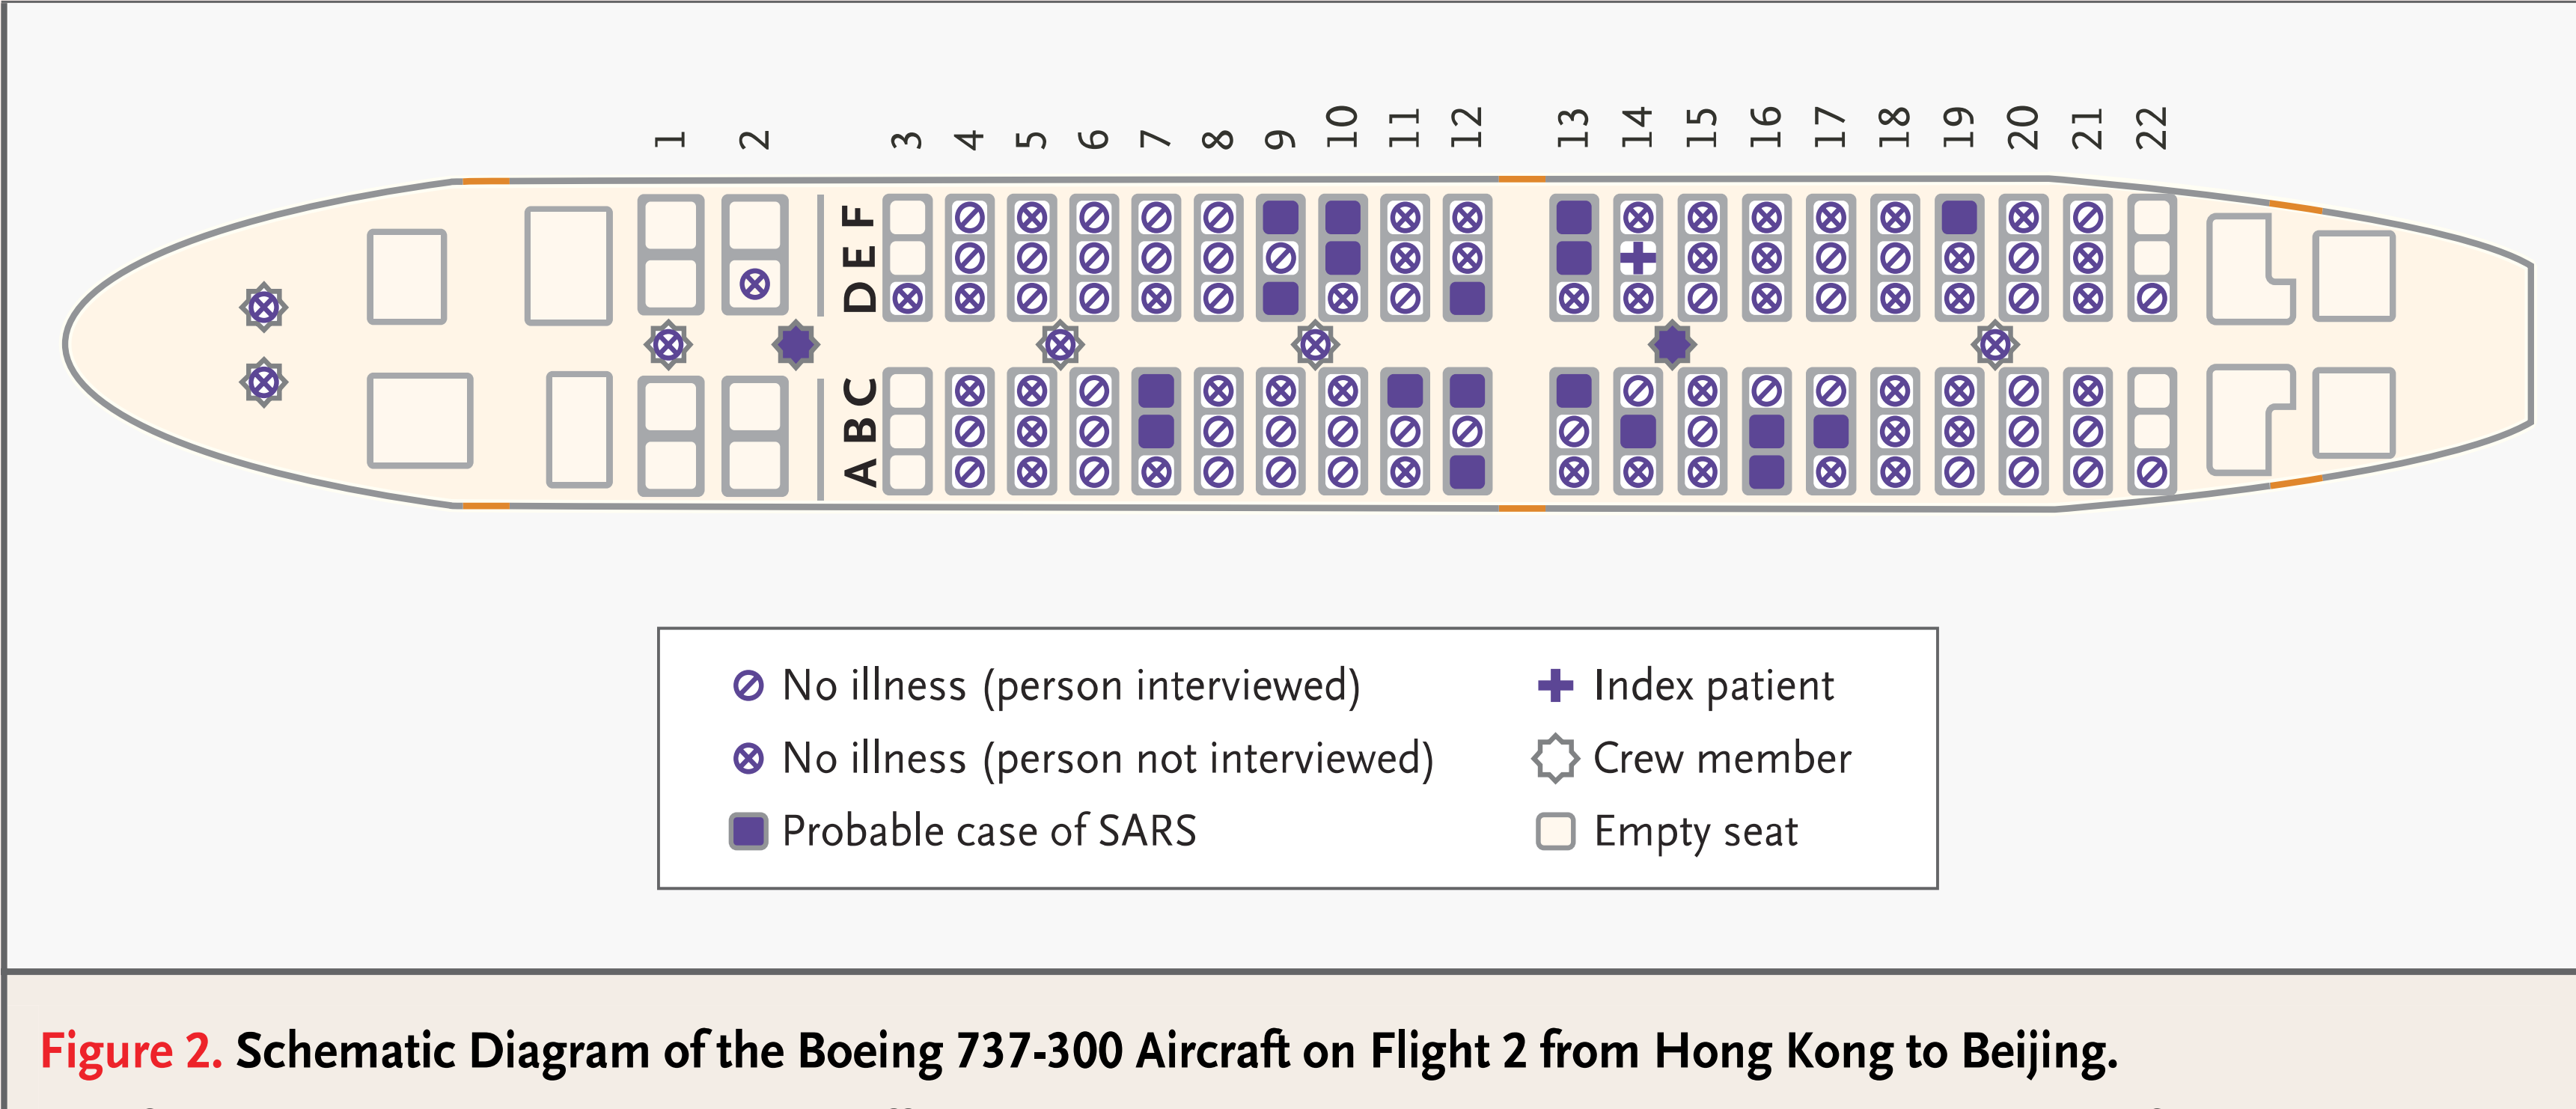 1 2 3 4 5 6 7 8 9 10 11 12 13 14 15 16 17 18 19 20 21 22
F
E
D
C
B
A
No illness (person interviewed)
No illness (person not interviewed)
Probable case of SARS
Index patient
Crew member
Empty seat
Figure 2. Schematic Diagram of the Boeing 737-300 Aircraft on Flight 2 from Hong Kong to Beijing.